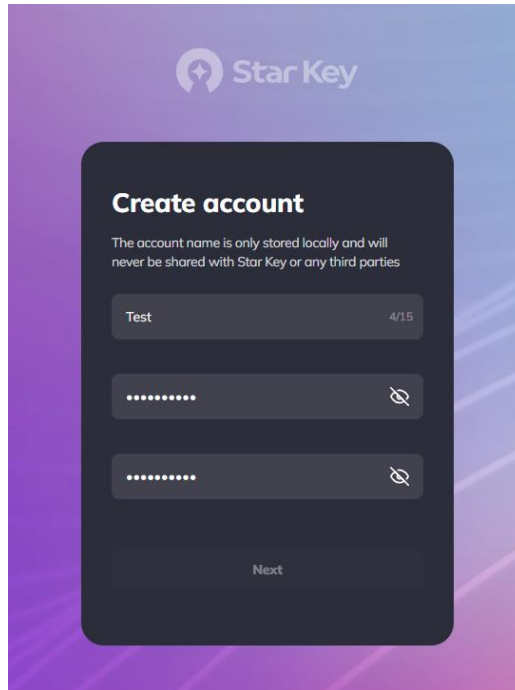 Star Key
Create account
The account name is only stored locally and will
never be shared with Star Key or any third parties
Test 4/15
••••••••••
••••••••••
Next